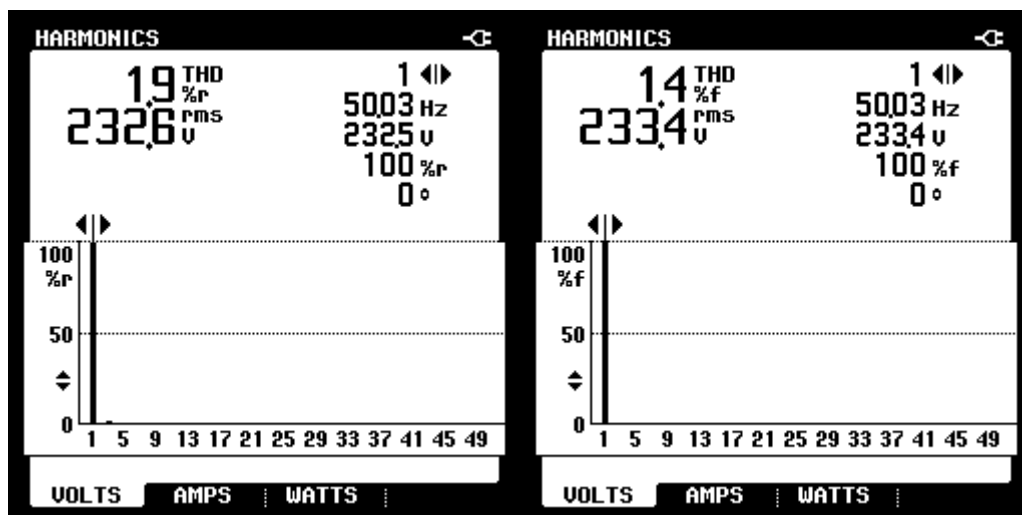 HARMONICS
1.9 THD %r
232.6 rms V
1
50.03 Hz
232.5 V
100 %r
0 °
100
%r
50
0
1 5 9 13 17 21 25 29 33 37 41 45 49
VOLTS AMPS WATTS
HARMONICS
1.4 THD %f
233.4 rms V
1
50.03 Hz
233.4 V
100 %f
0 °
100
%f
50
0
1 5 9 13 17 21 25 29 33 37 41 45 49
VOLTS AMPS WATTS